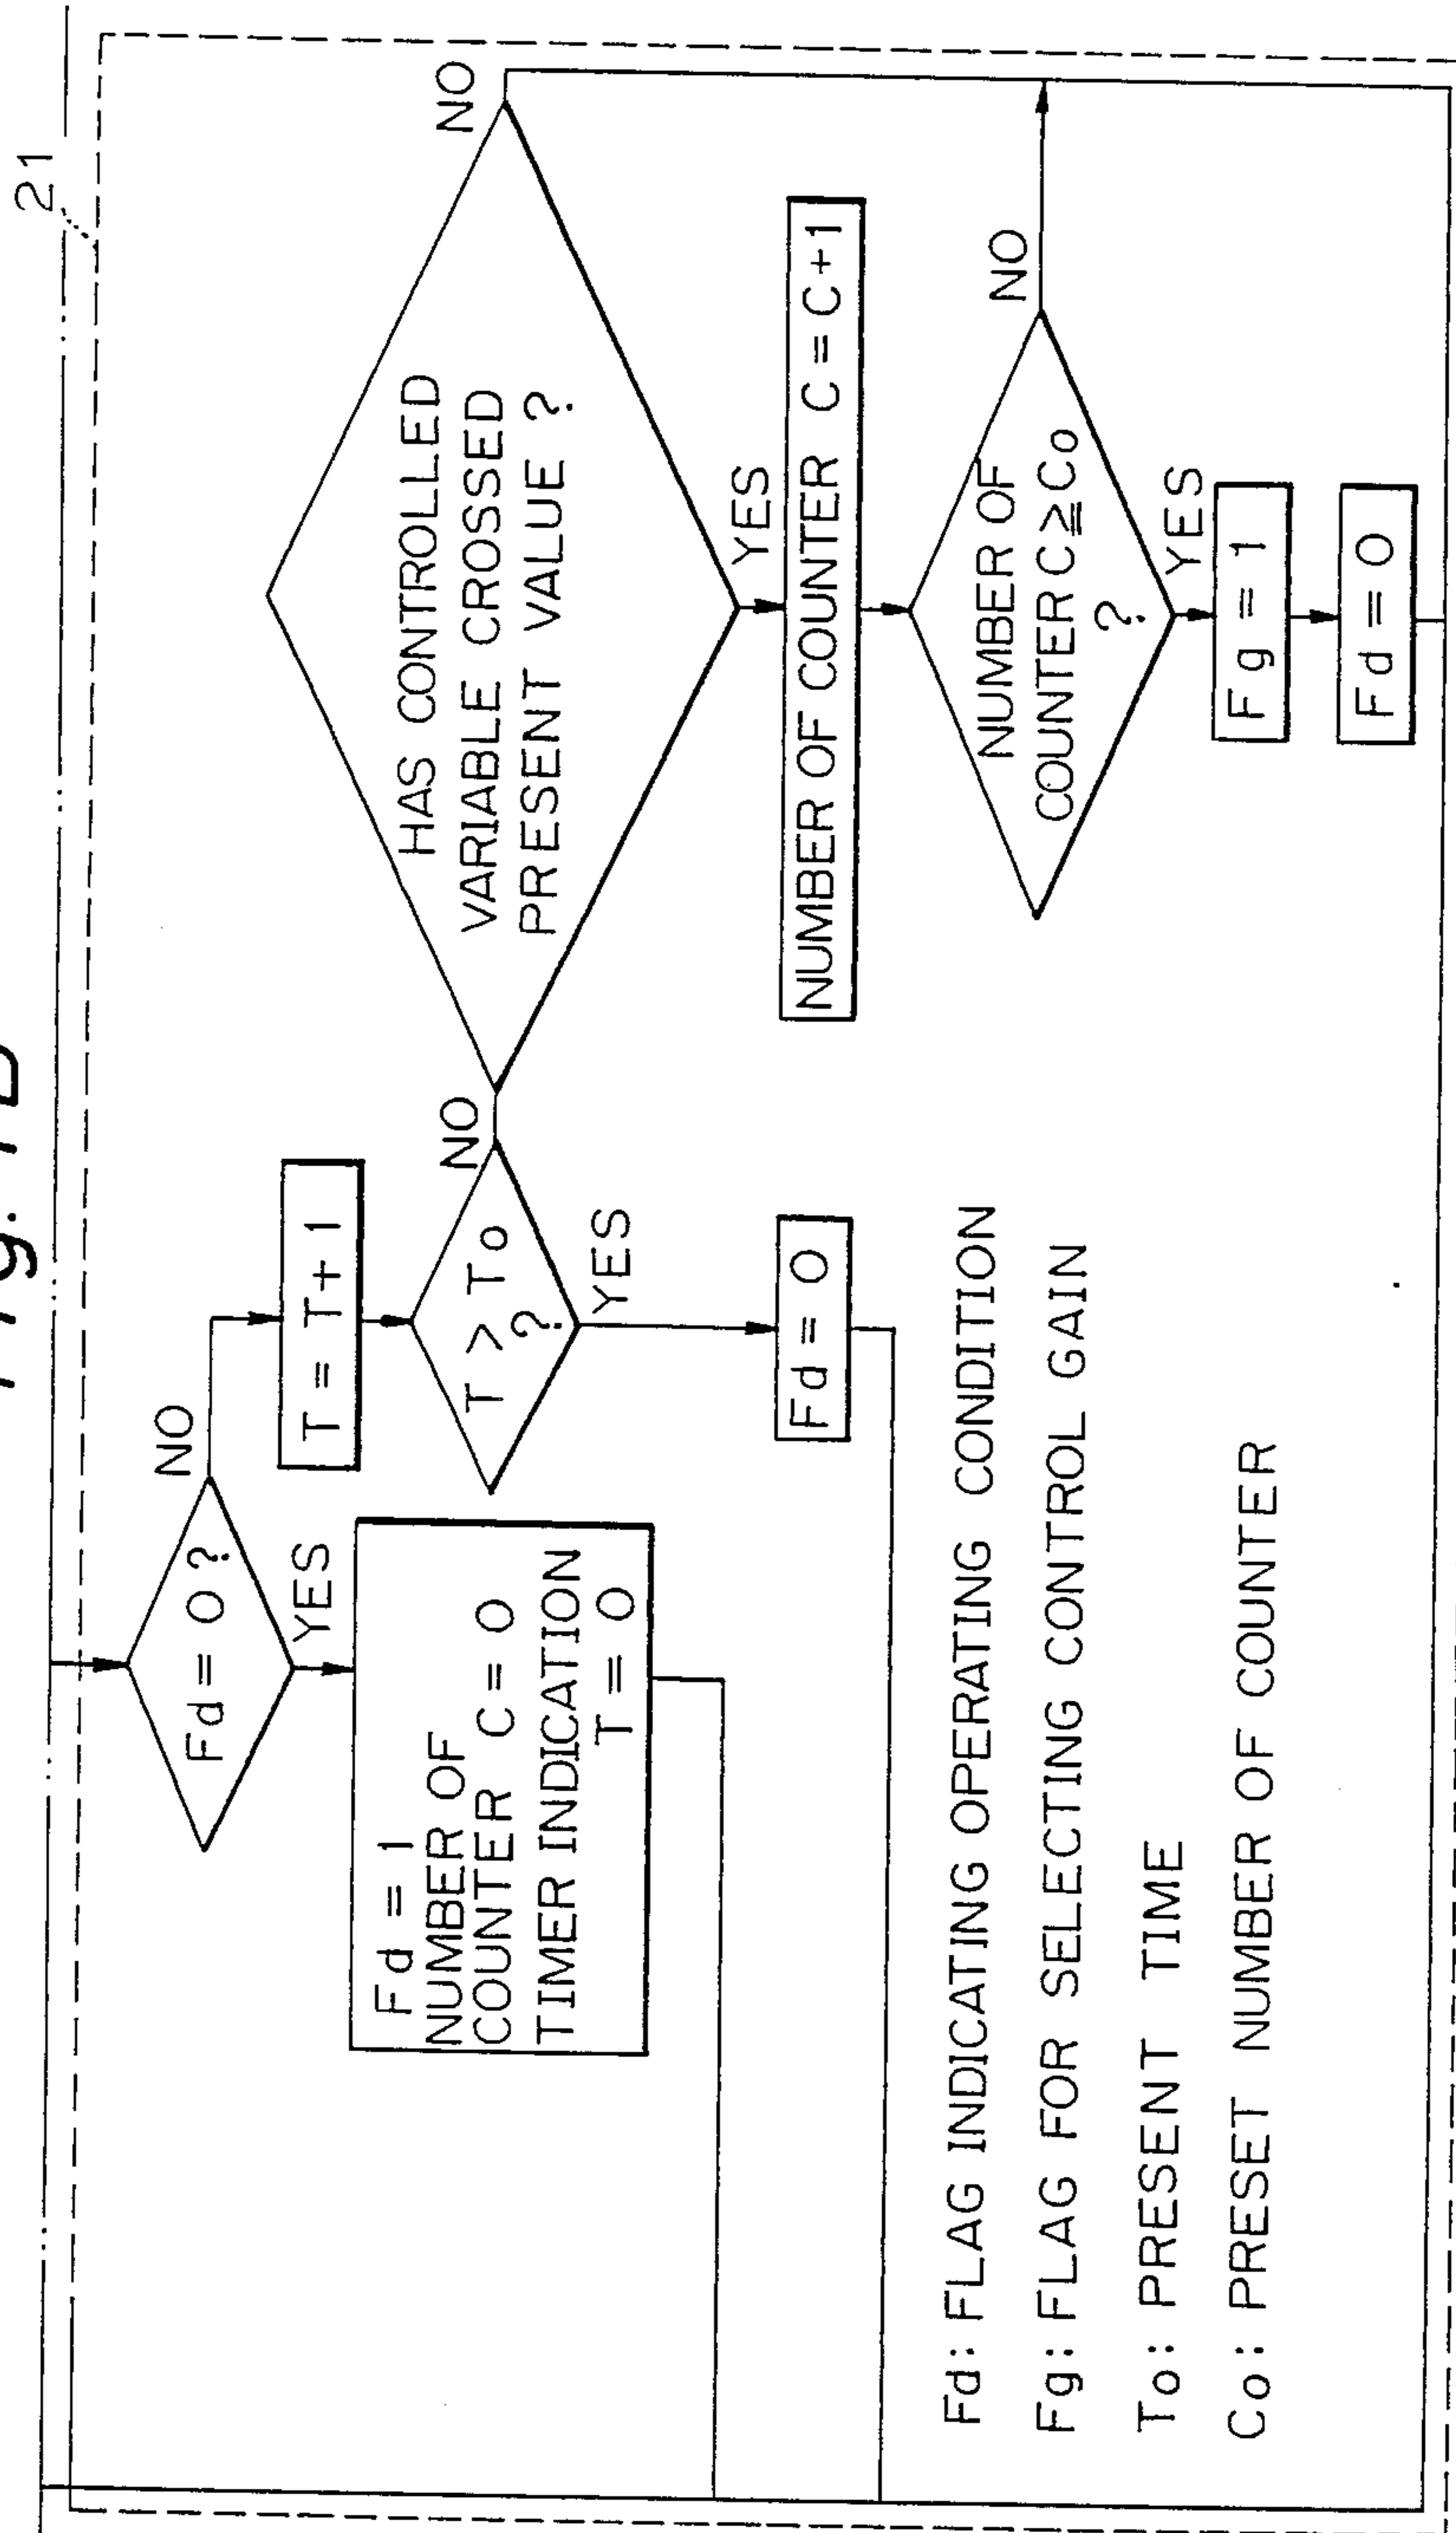 21
Fd = 0 ?
NO
YES
Fd = 1
NUMBER OF
COUNTER C = 0
TIMER INDICATION
T = 0
T = T + 1
T > To
?
NO
YES
Fd = 0
HAS CONTROLLED
VARIABLE CROSSED
PRESENT VALUE ?
NO
YES
NUMBER OF COUNTER C = C + 1
NUMBER OF
COUNTER C ≧ Co
?
NO
YES
Fg = 1
Fd = 0
Fd : FLAG INDICATING OPERATING CONDITION
Fg : FLAG FOR SELECTING CONTROL GAIN
To : PRESENT TIME
Co : PRESET NUMBER OF COUNTER